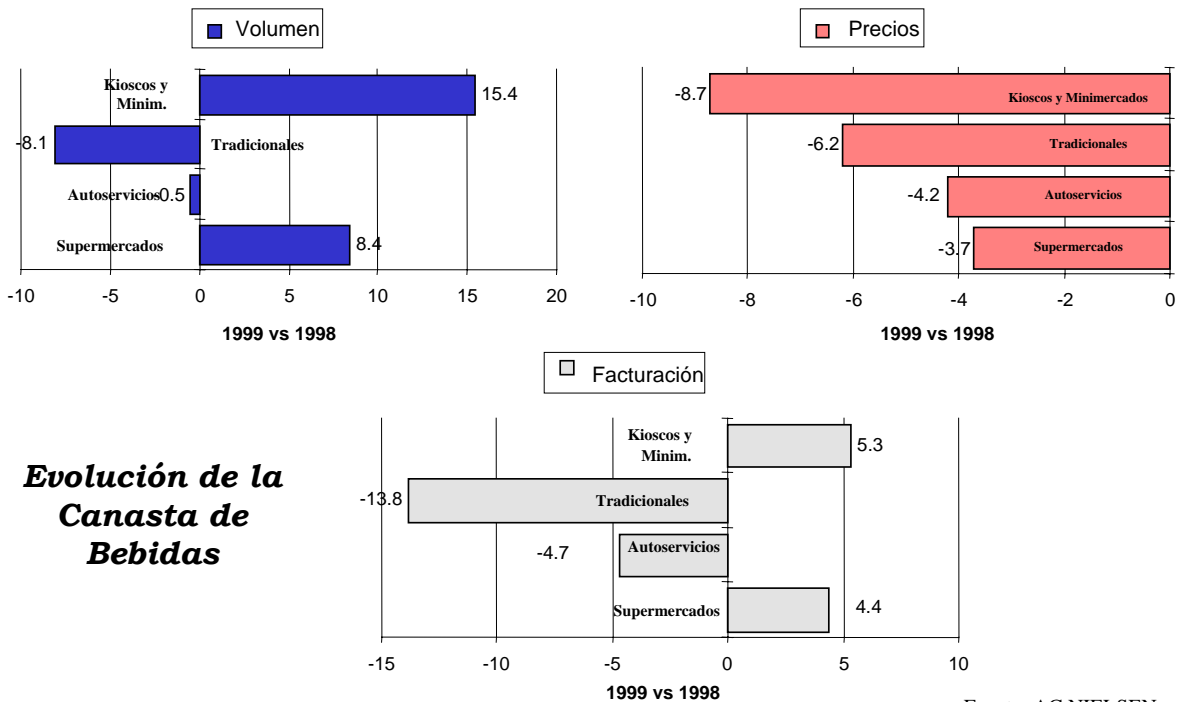 Volumen
Kioscos y
Minim.
15.4
-8.1
Tradicionales
Autoservicios
-0.5
Supermercados
8.4
-10 -5 0 5 10 15 20
1999 vs 1998
Precios
-8.7
Kioscos y Minimercados
-6.2
Tradicionales
-4.2
Autoservicios
-3.7
Supermercados
-10 -8 -6 -4 -2 0
1999 vs 1998
Facturación
Kioscos y
Minim.
5.3
-13.8
Tradicionales
-4.7
Autoservicios
Supermercados
4.4
-15 -10 -5 0 5 10
1999 vs 1998
Evolución de la
Canasta de
Bebidas
AC NIELSEN